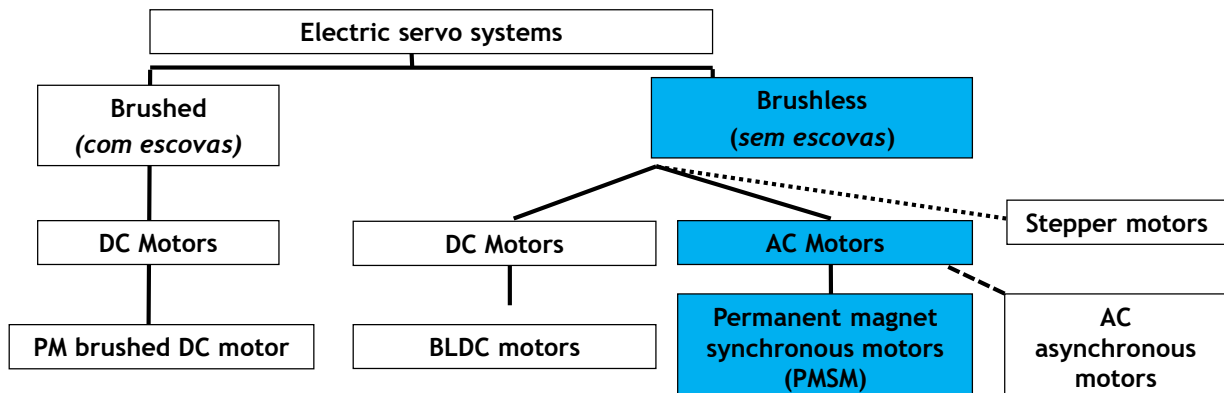 Electric servo systems
Brushed
(com escovas)
Brushless
(sem escovas)
DC Motors
DC Motors
AC Motors
Stepper motors
PM brushed DC motor
BLDC motors
Permanent magnet
synchronous motors
(PMSM)
AC
asynchronous
motors